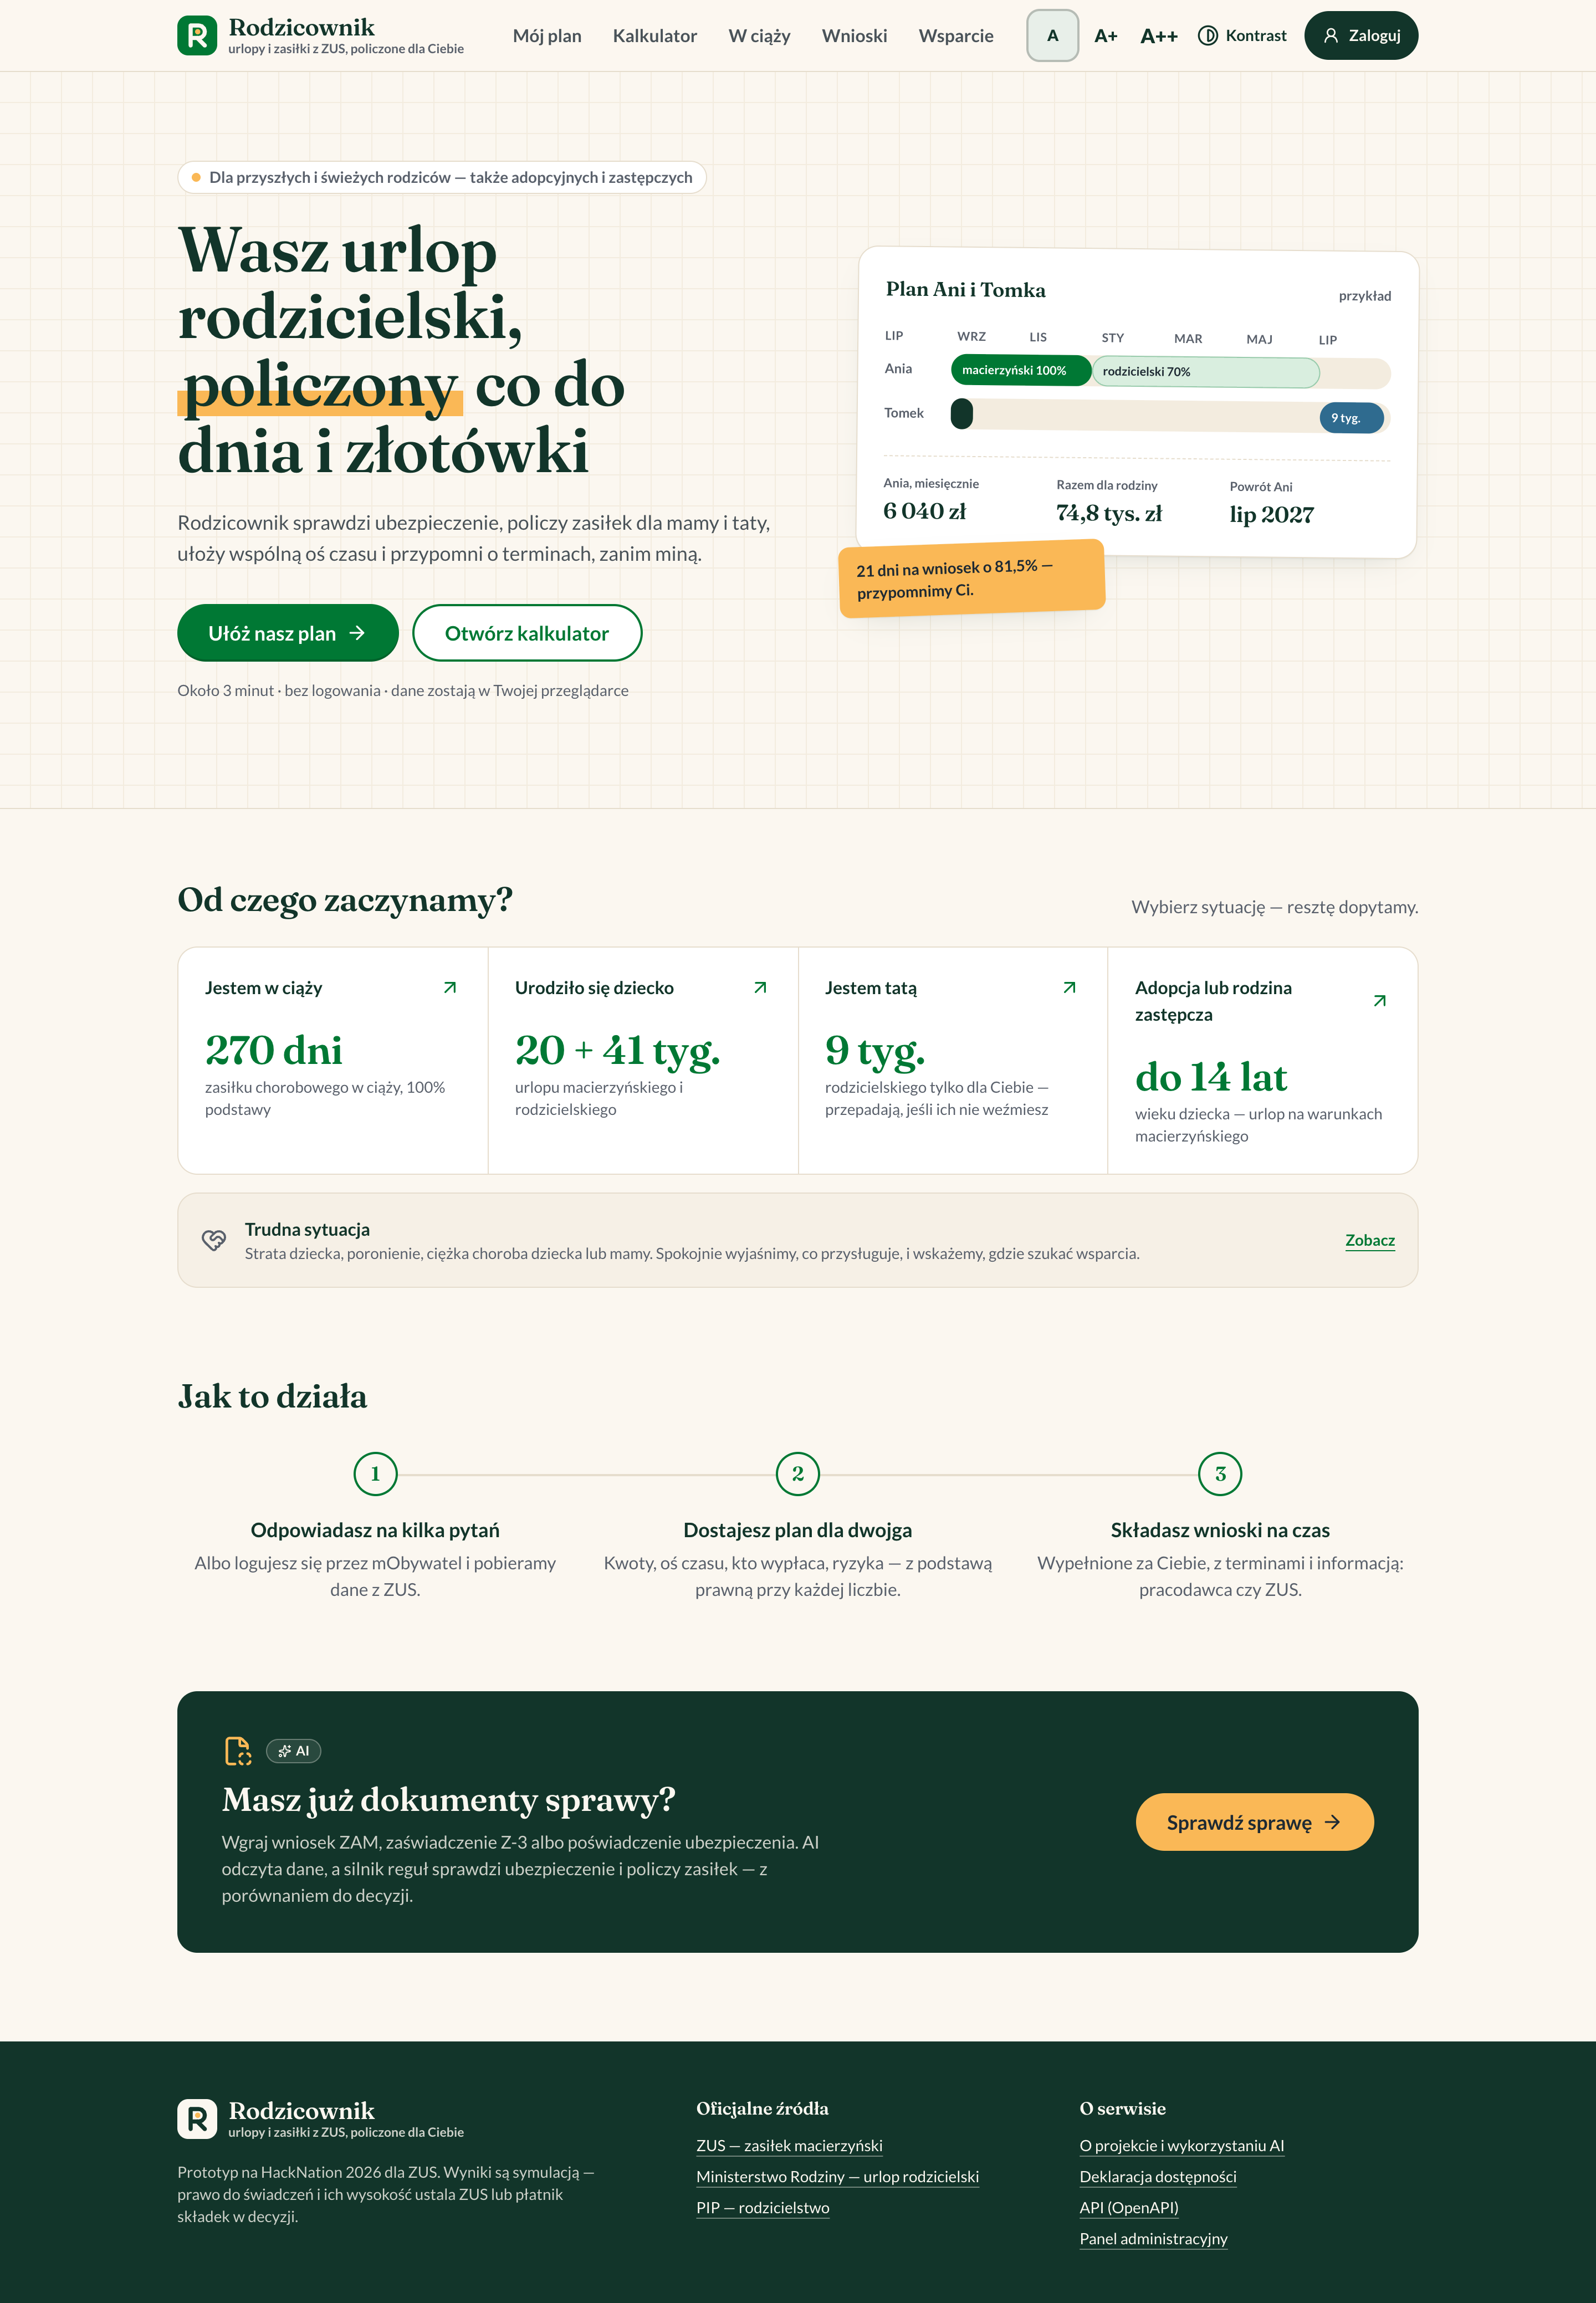 Rodzicownik
urlopy i zasiłki z ZUS, policzone dla Ciebie
Mój plan
Kalkulator
W ciąży
Wnioski
Wsparcie
A
A+
A++
Kontrast
Zaloguj
Dla przyszłych i świeżych rodziców — także adopcyjnych i zastępczych
Wasz urlop
rodzicielski,
policzony co do
dnia i złotówki
Rodzicownik sprawdzi ubezpieczenie, policzy zasiłek dla mamy i taty,
ułoży wspólną oś czasu i przypomni o terminach, zanim miną.
Ułóż nasz plan
Otwórz kalkulator
Około 3 minut · bez logowania · dane zostają w Twojej przeglądarce
Plan Ani i Tomka
przykład
LIP
WRZ
LIS
STY
MAR
MAJ
LIP
Ania
macierzyński 100%
rodzicielski 70%
Tomek
9 tyg.
Ania, miesięcznie
6 040 zł
Razem dla rodziny
74,8 tys. zł
Powrót Ani
lip 2027
21 dni na wniosek o 81,5% —
przypomnimy Ci.
Od czego zaczynamy?
Wybierz sytuację — resztę dopytamy.
Jestem w ciąży
270 dni
zasiłku chorobowego w ciąży, 100%
podstawy
Urodziło się dziecko
20 + 41 tyg.
urlopu macierzyńskiego i
rodzicielskiego
Jestem tatą
9 tyg.
rodzicielskiego tylko dla Ciebie —
przepadają, jeśli ich nie weźmiesz
Adopcja lub rodzina
zastępcza
do 14 lat
wieku dziecka — urlop na warunkach
macierzyńskiego
Trudna sytuacja
Strata dziecka, poronienie, ciężka choroba dziecka lub mamy. Spokojnie wyjaśnimy, co przysługuje, i wskażemy, gdzie szukać wsparcia.
Zobacz
Jak to działa
1
Odpowiadasz na kilka pytań
Albo logujesz się przez mObywatel i pobieramy
dane z ZUS.
2
Dostajesz plan dla dwojga
Kwoty, oś czasu, kto wypłaca, ryzyka — z podstawą
prawną przy każdej liczbie.
3
Składasz wnioski na czas
Wypełnione za Ciebie, z terminami i informacją:
pracodawca czy ZUS.
AI
Masz już dokumenty sprawy?
Wgraj wniosek ZAM, zaświadczenie Z-3 albo poświadczenie ubezpieczenia. AI
odczyta dane, a silnik reguł sprawdzi ubezpieczenie i policzy zasiłek — z
porównaniem do decyzji.
Sprawdź sprawę
Rodzicownik
urlopy i zasiłki z ZUS, policzone dla Ciebie
Prototyp na HackNation 2026 dla ZUS. Wyniki są symulacją —
prawo do świadczeń i ich wysokość ustala ZUS lub płatnik
składek w decyzji.
Oficjalne źródła
ZUS — zasiłek macierzyński
Ministerstwo Rodziny — urlop rodzicielski
PIP — rodzicielstwo
O serwisie
O projekcie i wykorzystaniu AI
Deklaracja dostępności
API (OpenAPI)
Panel administracyjny